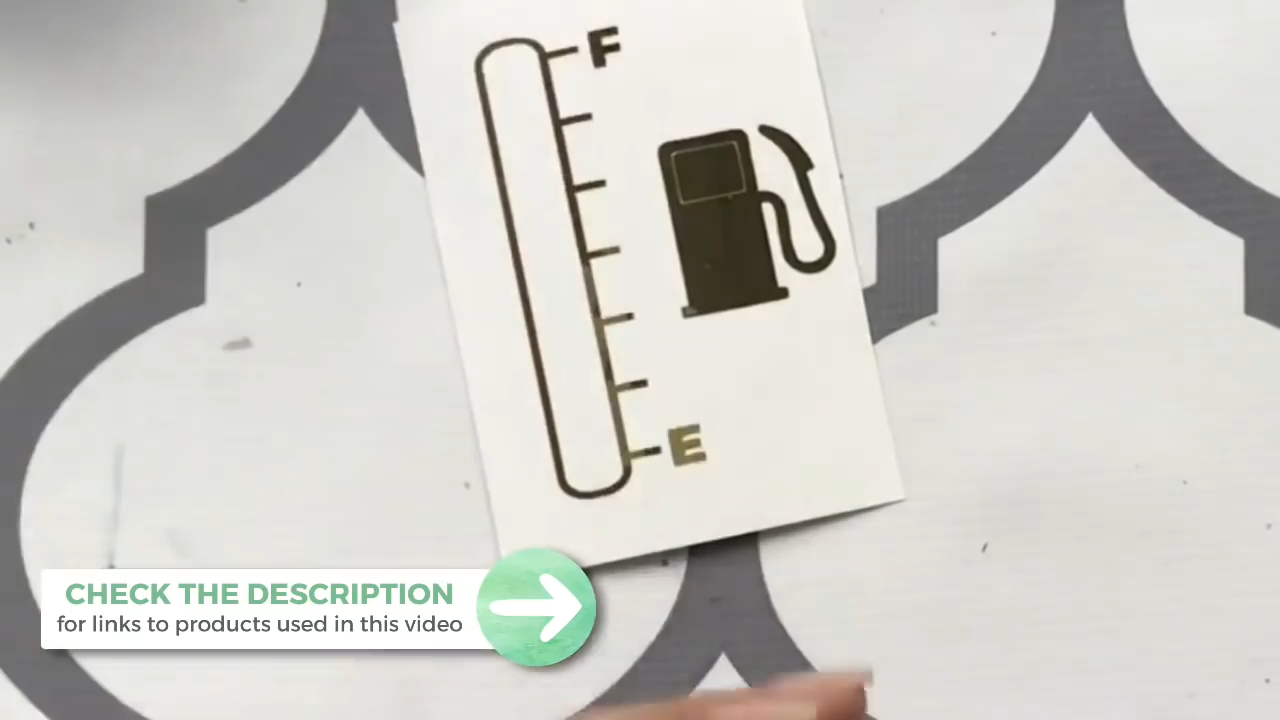 F
E
CHECK THE DESCRIPTION
for links to products used in this video